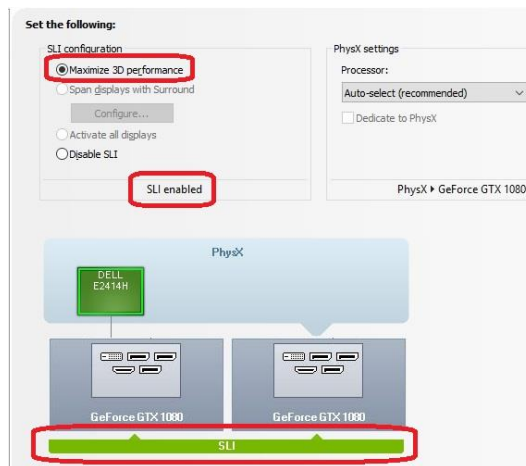 Set the following:
SLI configuration
Maximize 3D performance
Span displays with Surround
Configure...
Activate all displays
Disable SLI
SLI enabled
PhysX settings
Processor:
Auto-select (recommended)
Dedicate to PhysX
PhysX ▸ GeForce GTX 1080
PhysX
DELL
E2414H
GeForce GTX 1080
GeForce GTX 1080
SLI